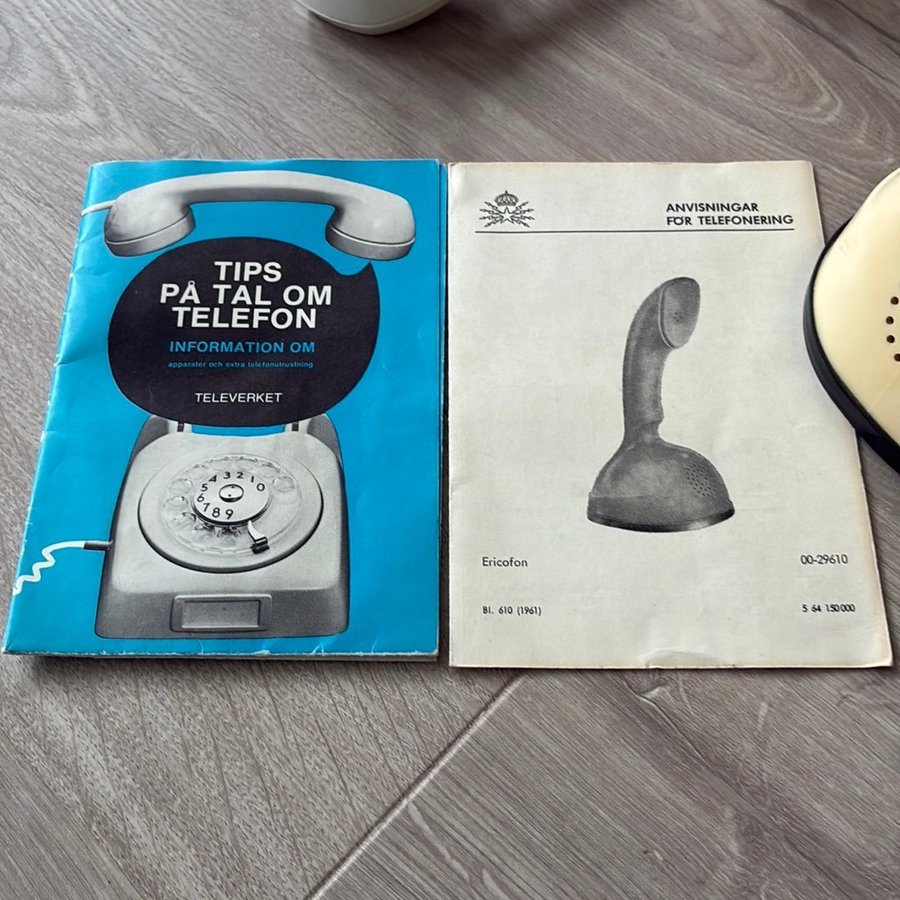 TIPS
PÅ TAL OM
TELEFON
INFORMATION OM
apparater och extra telefonutrustning
TELEVERKET
1 2 3 4 5 6 7 8 9 0
ANVISNINGAR
FÖR TELEFONERING
Ericofon 00-29610
Bl. 610 (1961) 5 64 150 000